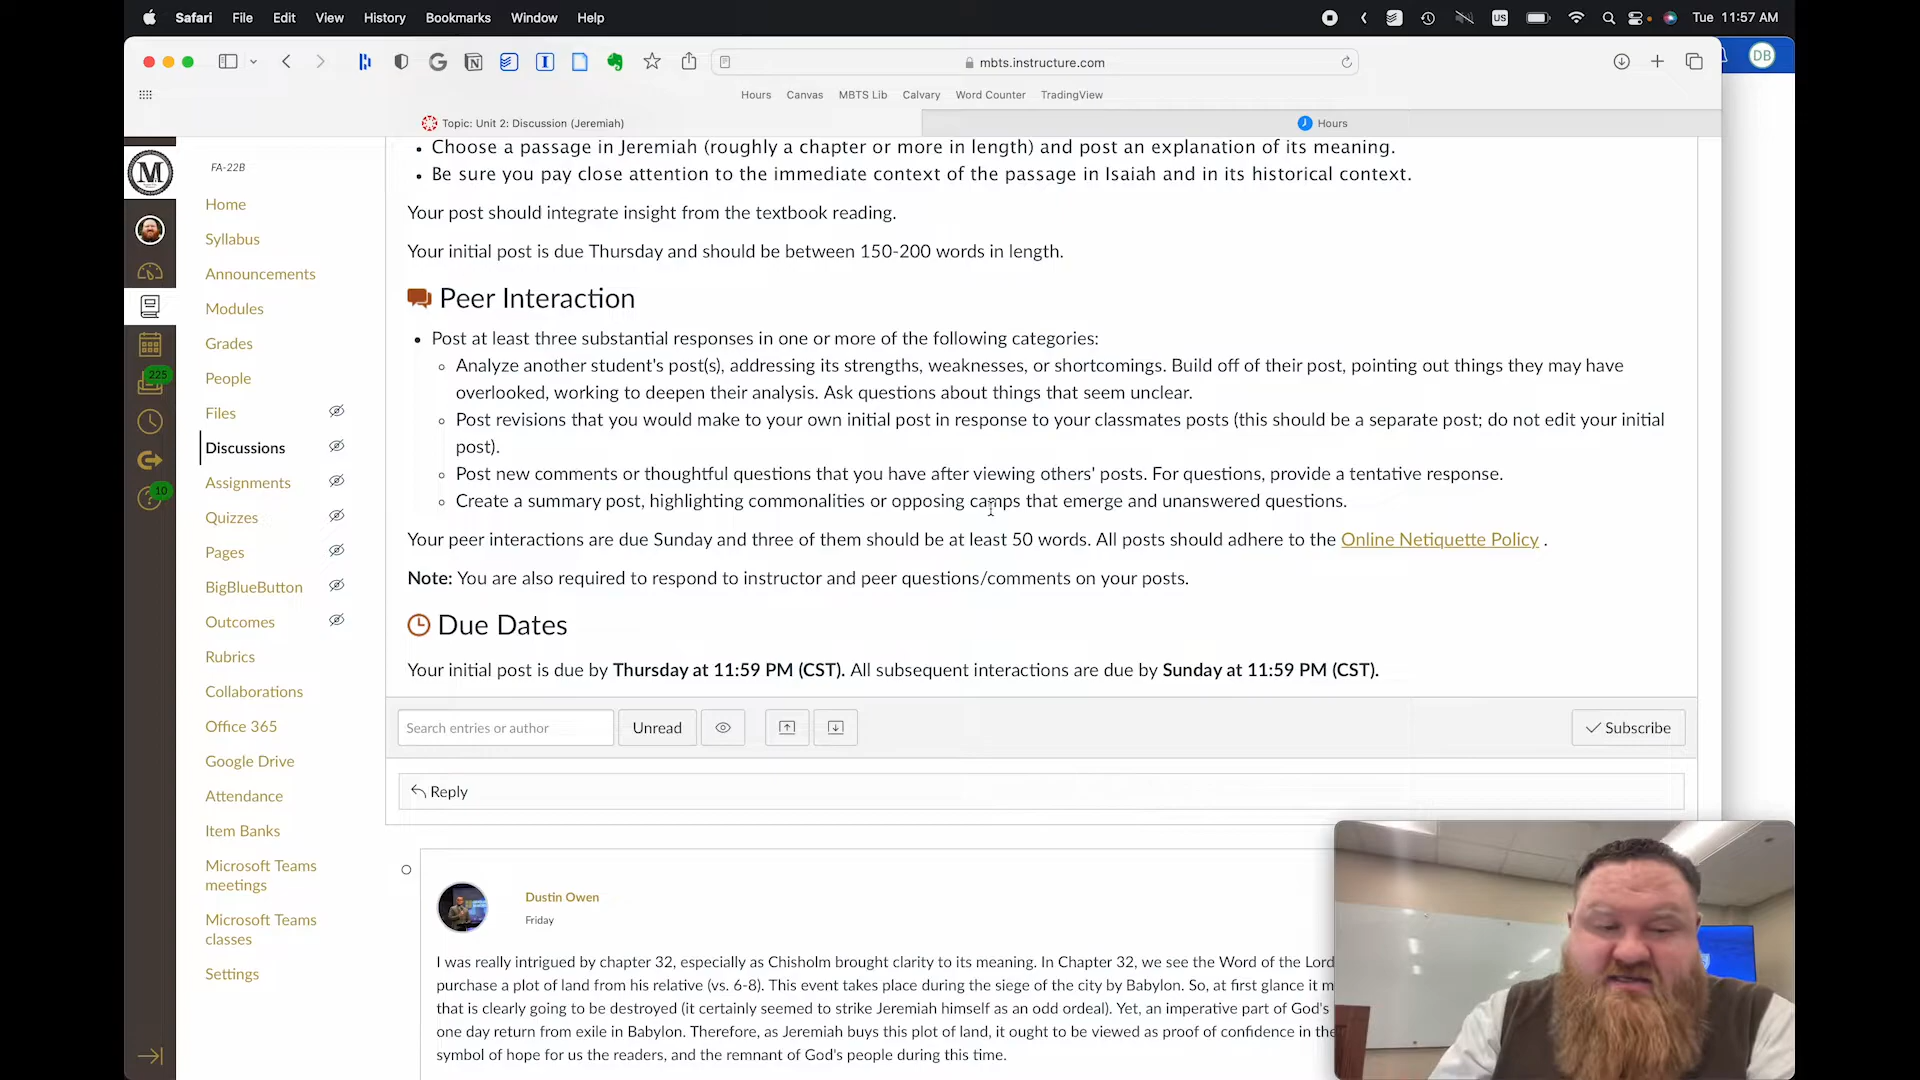 Safari File Edit View History Bookmarks Window Help US Tue 11:57 AM
mbts.instructure.com DB
Hours Canvas MBTS Lib Calvary Word Counter TradingView
Topic: Unit 2: Discussion (Jeremiah) Hours
M
FA-22B
Home
Syllabus
Announcements
Modules
Grades
People
Files
Discussions
Assignments
Quizzes
Pages
BigBlueButton
Outcomes
Rubrics
Collaborations
Office 365
Google Drive
Attendance
Item Banks
Microsoft Teams
meetings
Microsoft Teams
classes
Settings
225
10
• Choose a passage in Jeremiah (roughly a chapter or more in length) and post an explanation of its meaning.
• Be sure you pay close attention to the immediate context of the passage in Isaiah and in its historical context.
Your post should integrate insight from the textbook reading.
Your initial post is due Thursday and should be between 150-200 words in length.
Peer Interaction
• Post at least three substantial responses in one or more of the following categories:
◦ Analyze another student's post(s), addressing its strengths, weaknesses, or shortcomings. Build off of their post, pointing out things they may have
overlooked, working to deepen their analysis. Ask questions about things that seem unclear.
◦ Post revisions that you would make to your own initial post in response to your classmates posts (this should be a separate post; do not edit your initial
post).
◦ Post new comments or thoughtful questions that you have after viewing others' posts. For questions, provide a tentative response.
◦ Create a summary post, highlighting commonalities or opposing camps that emerge and unanswered questions.
Your peer interactions are due Sunday and three of them should be at least 50 words. All posts should adhere to the Online Netiquette Policy .
Note: You are also required to respond to instructor and peer questions/comments on your posts.
Due Dates
Your initial post is due by Thursday at 11:59 PM (CST). All subsequent interactions are due by Sunday at 11:59 PM (CST).
Search entries or author Unread Subscribe
Reply
Dustin Owen
Friday
I was really intrigued by chapter 32, especially as Chisholm brought clarity to its meaning. In Chapter 32, we see the Word of the Lord
purchase a plot of land from his relative (vs. 6-8). This event takes place during the siege of the city by Babylon. So, at first glance it m
that is clearly going to be destroyed (it certainly seemed to strike Jeremiah himself as an odd ordeal). Yet, an imperative part of God's
one day return from exile in Babylon. Therefore, as Jeremiah buys this plot of land, it ought to be viewed as proof of confidence in the
symbol of hope for us the readers, and the remnant of God's people during this time.